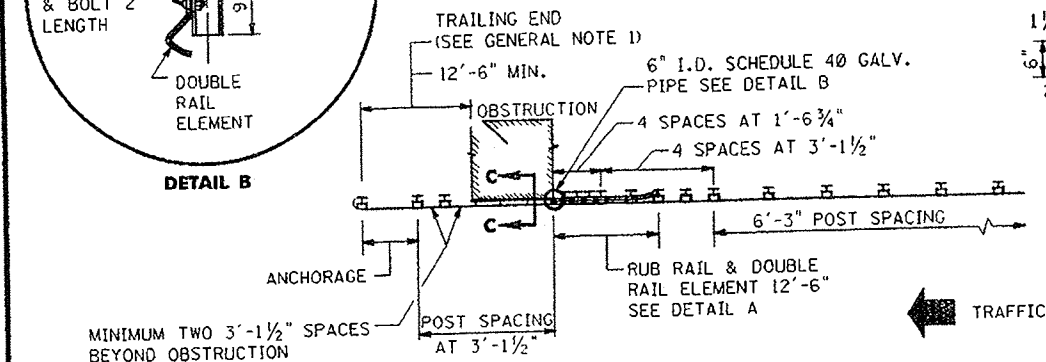 & BOLT 2
LENGTH
9"
DOUBLE
RAIL
ELEMENT
DETAIL B
TRAILING END
(SEE GENERAL NOTE 1)
12'-6" MIN.
OBSTRUCTION
6" I.D. SCHEDULE 40 GALV.
PIPE SEE DETAIL B
4 SPACES AT 1'-6¾"
4 SPACES AT 3'-1½"
6"
C
C
6'-3" POST SPACING
ANCHORAGE
RUB RAIL & DOUBLE
RAIL ELEMENT 12'-6"
SEE DETAIL A
TRAFFIC
MINIMUM TWO 3'-1½" SPACES
BEYOND OBSTRUCTION
POST SPACING
AT 3'-1½"